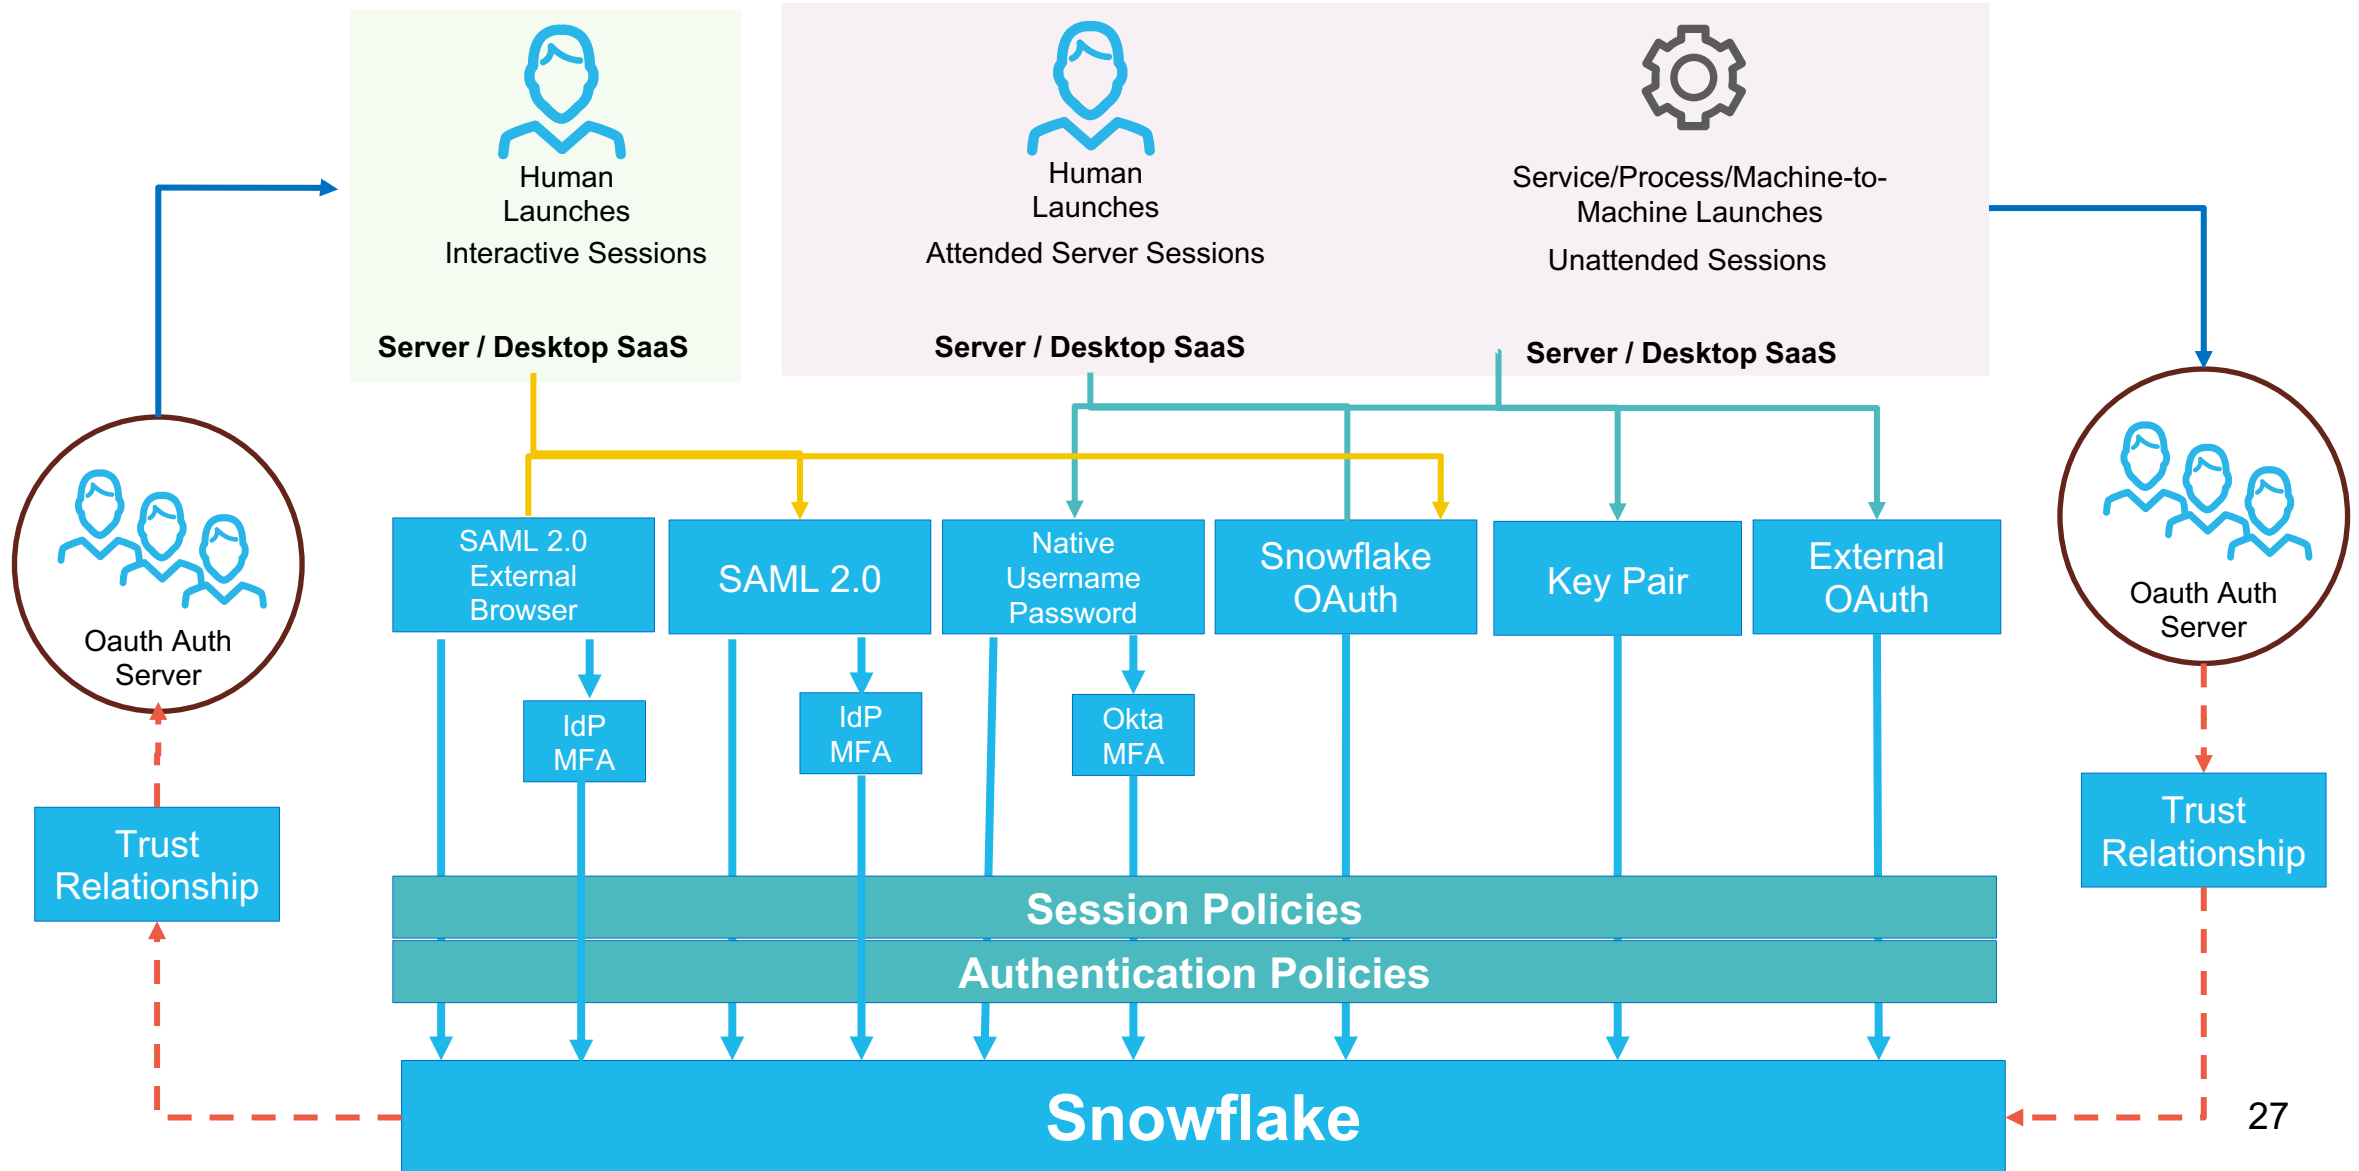 Human
Launches
Interactive Sessions
Server / Desktop SaaS
Human
Launches
Attended Server Sessions
Server / Desktop SaaS
Service/Process/Machine-to-
Machine Launches
Unattended Sessions
Server / Desktop SaaS
Oauth Auth
Server
SAML 2.0
External
Browser
SAML 2.0
Native
Username
Password
Snowflake
OAuth
Key Pair
External
OAuth
Oauth Auth
Server
IdP
MFA
IdP
MFA
Okta
MFA
Trust
Relationship
Trust
Relationship
Session Policies
Authentication Policies
Snowflake
27